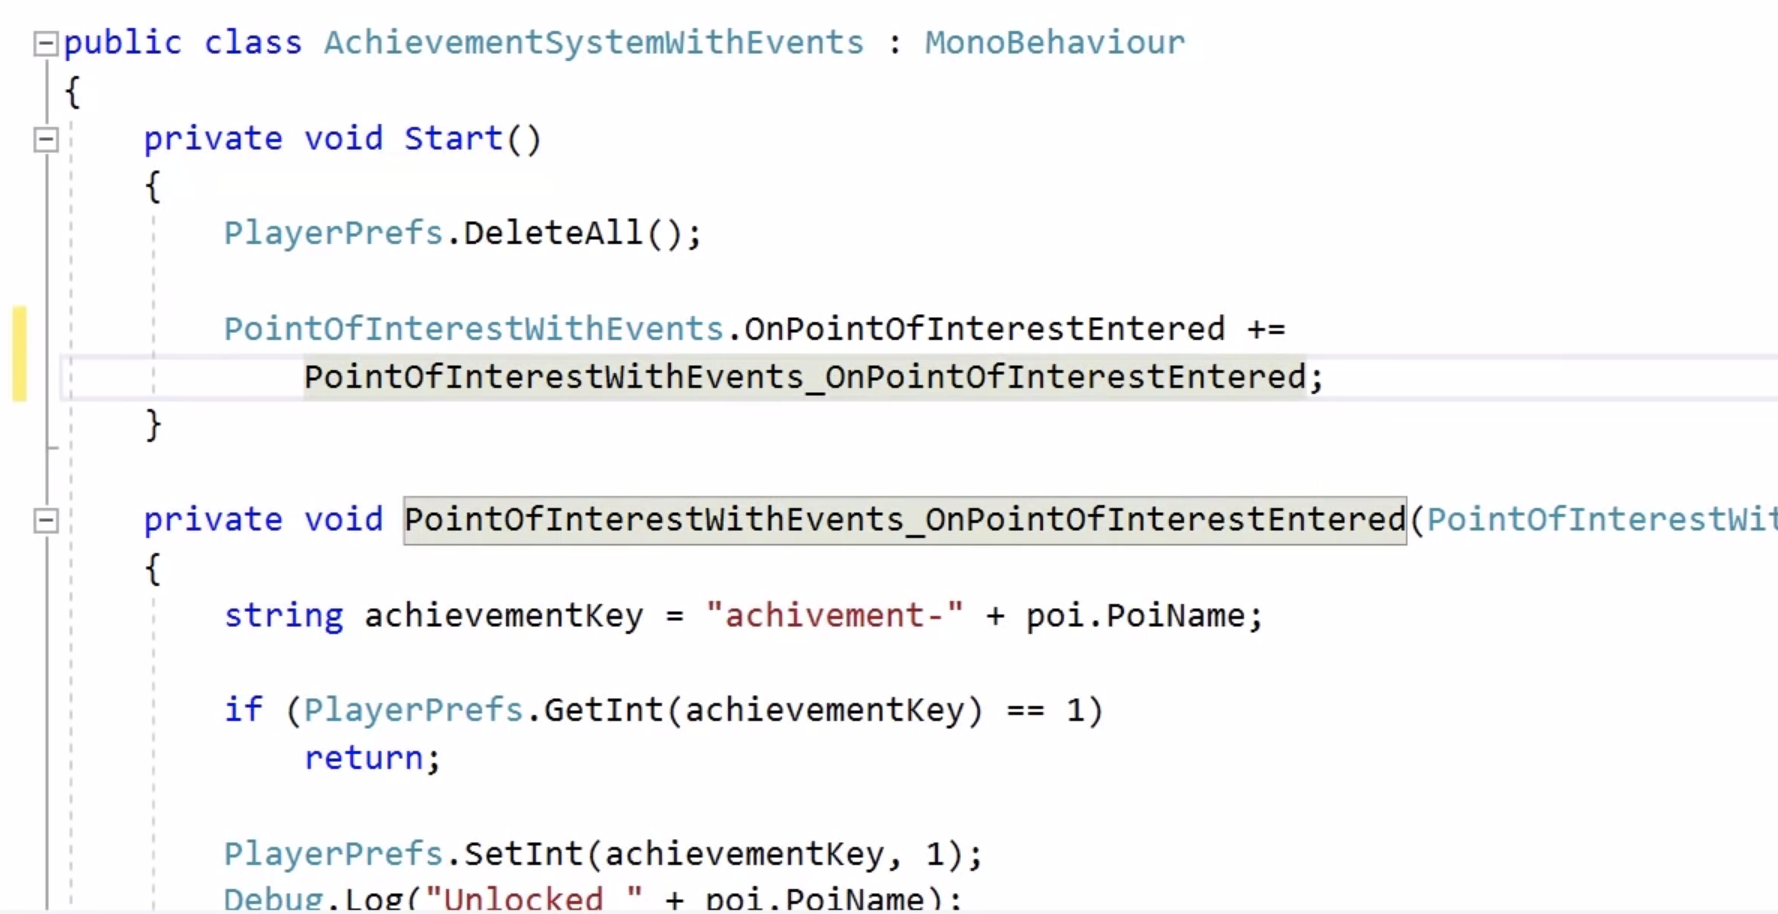 public class AchievementSystemWithEvents : MonoBehaviour
{
private void Start()
{
PlayerPrefs.DeleteAll();
PointOfInterestWithEvents.OnPointOfInterestEntered +=
PointOfInterestWithEvents_OnPointOfInterestEntered;
}
private void PointOfInterestWithEvents_OnPointOfInterestEntered(PointOfInterestWit
{
string achievementKey = "achivement-" + poi.PoiName;
if (PlayerPrefs.GetInt(achievementKey) == 1)
return;
PlayerPrefs.SetInt(achievementKey, 1);
Debug.Log("Unlocked " + poi.PoiName);